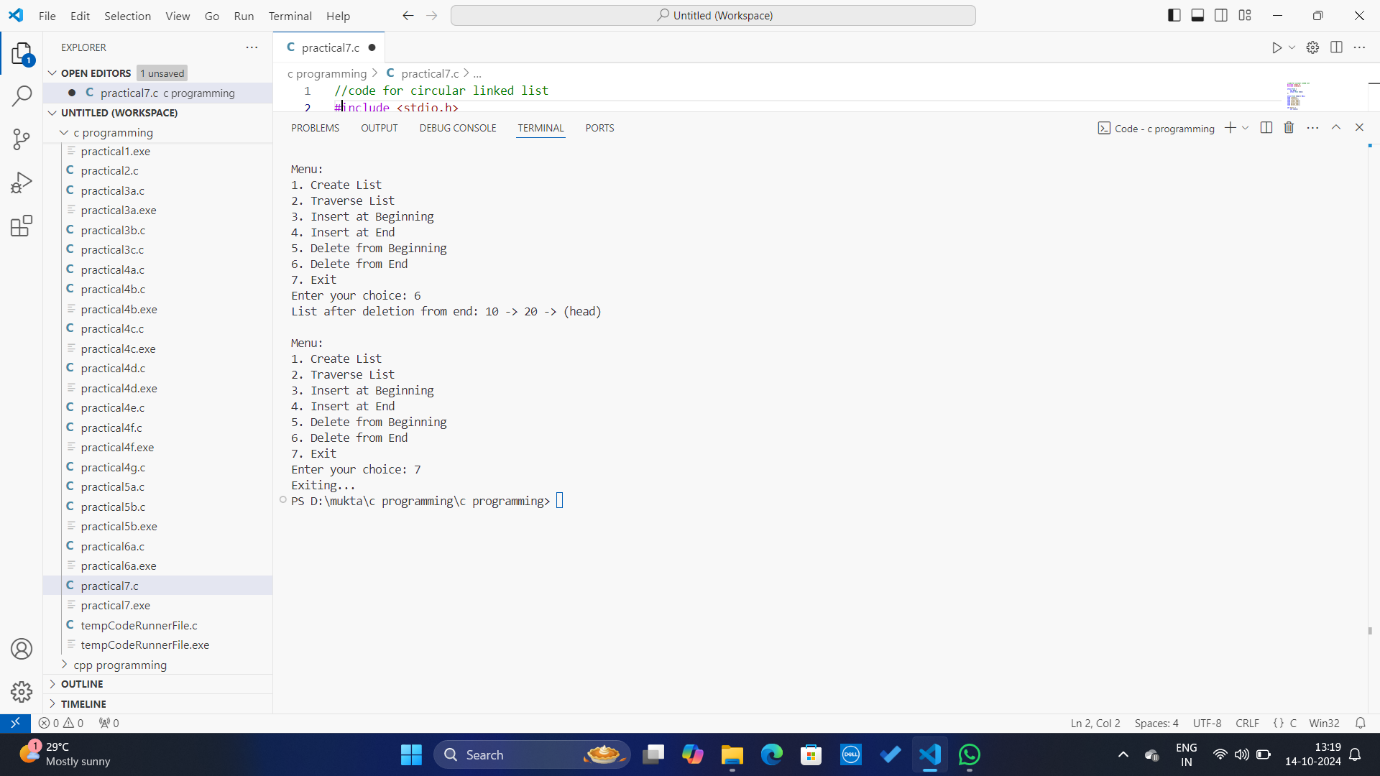 File Edit Selection View Go Run Terminal Help
Untitled (Workspace)
EXPLORER
OPEN EDITORS 1 unsaved
practical7.c c programming
UNTITLED (WORKSPACE)
c programming
practical1.exe
practical2.c
practical3a.c
practical3a.exe
practical3b.c
practical3c.c
practical4a.c
practical4b.c
practical4b.exe
practical4c.c
practical4c.exe
practical4d.c
practical4d.exe
practical4e.c
practical4f.c
practical4f.exe
practical4g.c
practical5a.c
practical5b.c
practical5b.exe
practical6a.c
practical6a.exe
practical7.c
practical7.exe
tempCodeRunnerFile.c
tempCodeRunnerFile.exe
cpp programming
OUTLINE
TIMELINE
C practical7.c
c programming > C practical7.c > ...
1 //code for circular linked list
2 #include <stdio.h>
PROBLEMS OUTPUT DEBUG CONSOLE TERMINAL PORTS
Code - c programming
Menu:
1. Create List
2. Traverse List
3. Insert at Beginning
4. Insert at End
5. Delete from Beginning
6. Delete from End
7. Exit
Enter your choice: 6
List after deletion from end: 10 -> 20 -> (head)
Menu:
1. Create List
2. Traverse List
3. Insert at Beginning
4. Insert at End
5. Delete from Beginning
6. Delete from End
7. Exit
Enter your choice: 7
Exiting...
PS D:\mukta\c programming\c programming>
0 0 0
Ln 2, Col 2 Spaces: 4 UTF-8 CRLF {} C Win32
1
29°C
Mostly sunny
Search
DELL
ENG
IN
13:19
14-10-2024